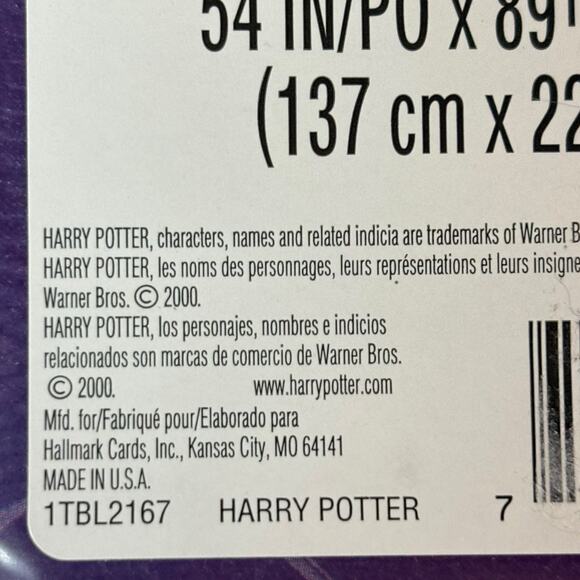 54 IN/PO x 89
(137 cm x 22
HARRY POTTER, characters, names and related indicia are trademarks of Warner B
HARRY POTTER, les noms des personnages, leurs représentations et leurs insigne
Warner Bros. © 2000.
HARRY POTTER, los personajes, nombres e indicios
relacionados son marcas de comercio de Warner Bros.
© 2000. www.harrypotter.com
Mfd. for/Fabriqué pour/Elaborado para
Hallmark Cards, Inc., Kansas City, MO 64141
MADE IN U.S.A.
1TBL2167 HARRY POTTER 7